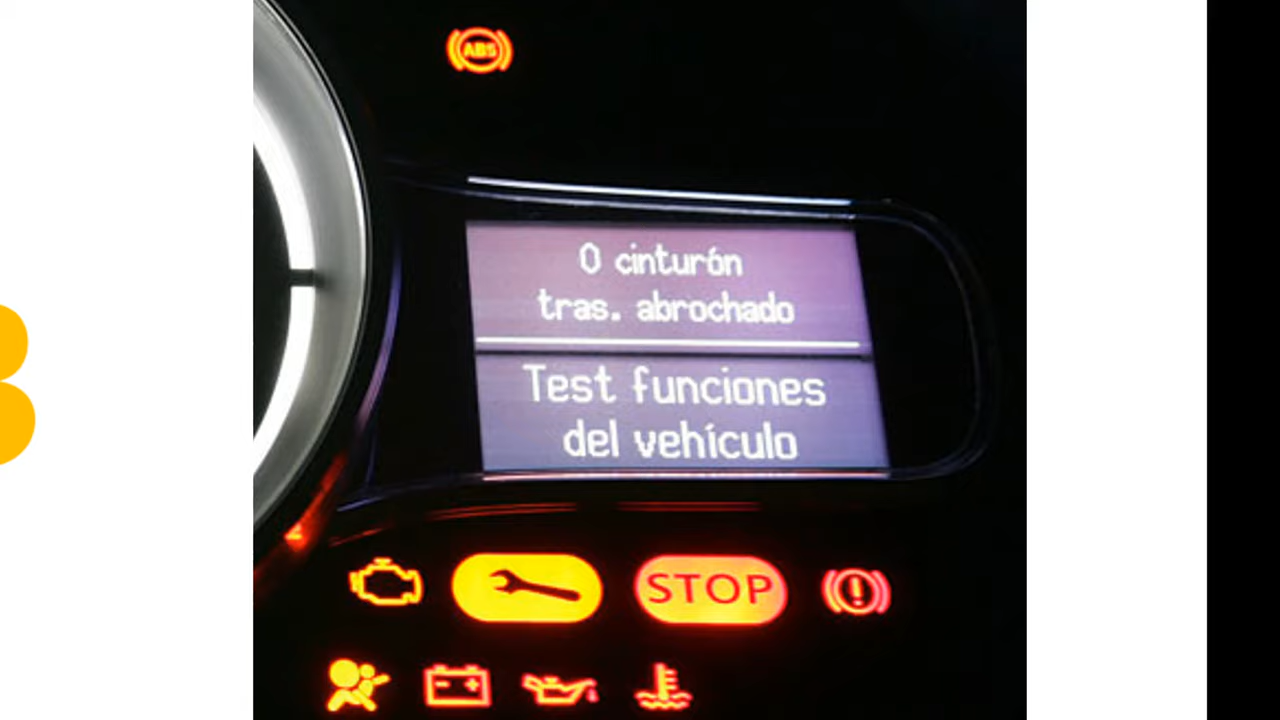 ABS
0 cinturón
tras. abrochado
Test funciones
del vehículo
STOP